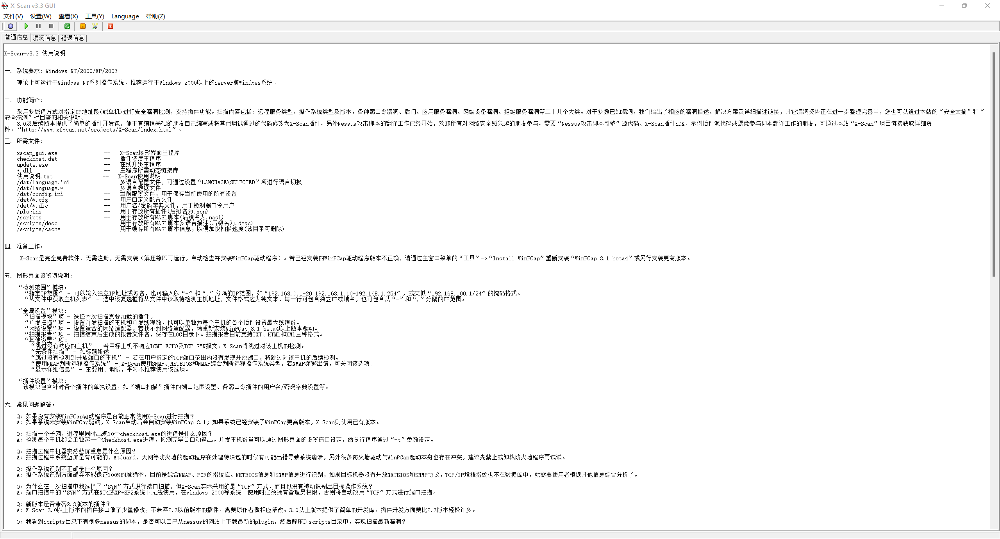 X-Scan v3.3 GUI
文件(V) 设置(W) 查看(X) 工具(Y) Language 帮助(Z)
普通信息 漏洞信息 错误信息
X-Scan-v3.3 使用说明
一. 系统要求：Windows NT/2000/XP/2003
理论上可运行于Windows NT系列操作系统，推荐运行于Windows 2000以上的Server版Windows系统。
二. 功能简介：
采用多线程方式对指定IP地址段(或单机)进行安全漏洞检测，支持插件功能。扫描内容包括：远程服务类型、操作系统类型及版本，各种弱口令漏洞、后门、应用服务漏洞、网络设备漏洞、拒绝服务漏洞等二十几个大类。对于多数已知漏洞，我们给出了相应的漏洞描述、解决方案及详细描述链接，其它漏洞资料正在进一步整理完善中，您也可以通过本站的“安全文摘”和“
安全漏洞”栏目查阅相关说明。
3.0及后续版本提供了简单的插件开发包，便于有编程基础的朋友自己编写或将其他调试通过的代码修改为X-Scan插件。另外Nessus攻击脚本的翻译工作已经开始，欢迎所有对网络安全感兴趣的朋友参与。需要“Nessus攻击脚本引擎”源代码、X-Scan插件SDK、示例插件源代码或愿意参与脚本翻译工作的朋友，可通过本站“X-Scan”项目链接获取详细资
料：“http://www.xfocus.net/projects/X-Scan/index.html”。
三. 所需文件：
xscan_gui.exe -- X-Scan图形界面主程序
checkhost.dat -- 插件调度主程序
update.exe -- 在线升级主程序
*.dll -- 主程序所需动态链接库
使用说明.txt -- X-Scan使用说明
/dat/language.ini -- 多语言配置文件，可通过设置“LANGUAGE\SELECTED”项进行语言切换
/dat/language.* -- 多语言数据文件
/dat/config.ini -- 当前配置文件，用于保存当前使用的所有设置
/dat/*.cfg -- 用户自定义配置文件
/dat/*.dic -- 用户名/密码字典文件，用于检测弱口令用户
/plugins -- 用于存放所有插件(后缀名为.xpn)
/scripts -- 用于存放所有NASL脚本(后缀名为.nasl)
/scripts/desc -- 用于存放所有NASL脚本多语言描述(后缀名为.desc)
/scripts/cache -- 用于缓存所有NASL脚本信息，以便加快扫描速度(该目录可删除)
四. 准备工作：
X-Scan是完全免费软件，无需注册，无需安装（解压缩即可运行，自动检查并安装WinPCap驱动程序）。若已经安装的WinPCap驱动程序版本不正确，请通过主窗口菜单的“工具”->“Install WinPCap”重新安装“WinPCap 3.1 beta4”或另行安装更高版本。
五. 图形界面设置项说明：
“检测范围”模块：
“指定IP范围” - 可以输入独立IP地址或域名，也可输入以“-”和“,”分隔的IP范围，如“192.168.0.1-20,192.168.1.10-192.168.1.254”，或类似“192.168.100.1/24”的掩码格式。
“从文件中获取主机列表” - 选中该复选框将从文件中读取待检测主机地址，文件格式应为纯文本，每一行可包含独立IP或域名，也可包含以“-”和“,”分隔的IP范围。
“全局设置”模块：
“扫描模块”项 - 选择本次扫描需要加载的插件。
“并发扫描”项 - 设置并发扫描的主机和并发线程数，也可以单独为每个主机的各个插件设置最大线程数。
“网络设置”项 - 设置适合的网络适配器，若找不到网络适配器，请重新安装WinPCap 3.1 beta4以上版本驱动。
“扫描报告”项 - 扫描结束后生成的报告文件名，保存在LOG目录下。扫描报告目前支持TXT、HTML和XML三种格式。
“其他设置”项：
“跳过没有响应的主机” - 若目标主机不响应ICMP ECHO及TCP SYN报文，X-Scan将跳过对该主机的检测。
“无条件扫描” - 如标题所述
“跳过没有检测到开放端口的主机” - 若在用户指定的TCP端口范围内没有发现开放端口，将跳过对该主机的后续检测。
“使用NMAP判断远程操作系统” - X-Scan使用SNMP、NETBIOS和NMAP综合判断远程操作系统类型，若NMAP频繁出错，可关闭该选项。
“显示详细信息” - 主要用于调试，平时不推荐使用该选项。
“插件设置”模块：
该模块包含针对各个插件的单独设置，如“端口扫描”插件的端口范围设置、各弱口令插件的用户名/密码字典设置等。
六. 常见问题解答：
Q：如果没有安装WinPCap驱动程序是否能正常使用X-Scan进行扫描？
A：如果系统未安装WinPCap驱动，X-Scan启动后会自动安装WinPCap 3.1；如果系统已经安装了WinPCap更高版本，X-Scan则使用已有版本。
Q：扫描一个子网，进程里同时出现10个checkhost.exe的进程是什么原因？
A：检测每个主机都会单独起一个Checkhost.exe进程，检测完毕会自动退出。并发主机数量可以通过图形界面的设置窗口设定，命令行程序通过“-t”参数设定。
Q：扫描过程中机器突然蓝屏重启是什么原因？
A：扫描过程中系统蓝屏是有可能的，AtGuard、天网等防火墙的驱动程序在处理特殊包的时候有可能出错导致系统崩溃，另外很多防火墙驱动与WinPCap驱动本身也存在冲突，建议先禁止或卸载防火墙程序再试试。
Q：操作系统识别不正确是什么原因？
A：操作系统识别方面确实不能保证100%的准确率，目前是综合NMAP、POF的指纹库、NETBIOS信息和SNMP信息进行识别，如果目标机器没有开放NETBIOS和SNMP协议，TCP/IP堆栈指纹也不在数据库中，就需要使用者根据其他信息综合分析了。
Q：为什么在一次扫描中我选择了“SYN”方式进行端口扫描，但X-Scan实际采用的是“TCP”方式，而且也没有被动识别出目标操作系统？
A：端口扫描中的“SYN”方式在NT4或XP+SP2系统下无法使用，在windows 2000等系统下使用时必须拥有管理员权限，否则将自动改用“TCP”方式进行端口扫描。
Q：新版本是否兼容2.3版本的插件？
A：X-Scan 3.0以上版本的插件接口做了少量修改，不兼容2.3以前版本的插件，需要原作者做相应修改。3.0以上版本提供了简单的开发库，插件开发方面要比2.3版本轻松许多。
Q：我看到Scripts目录下有很多nessus的脚本，是否可以自己从nessus的网站上下载最新的plugin，然后解压到scripts目录中，实现扫描最新漏洞？